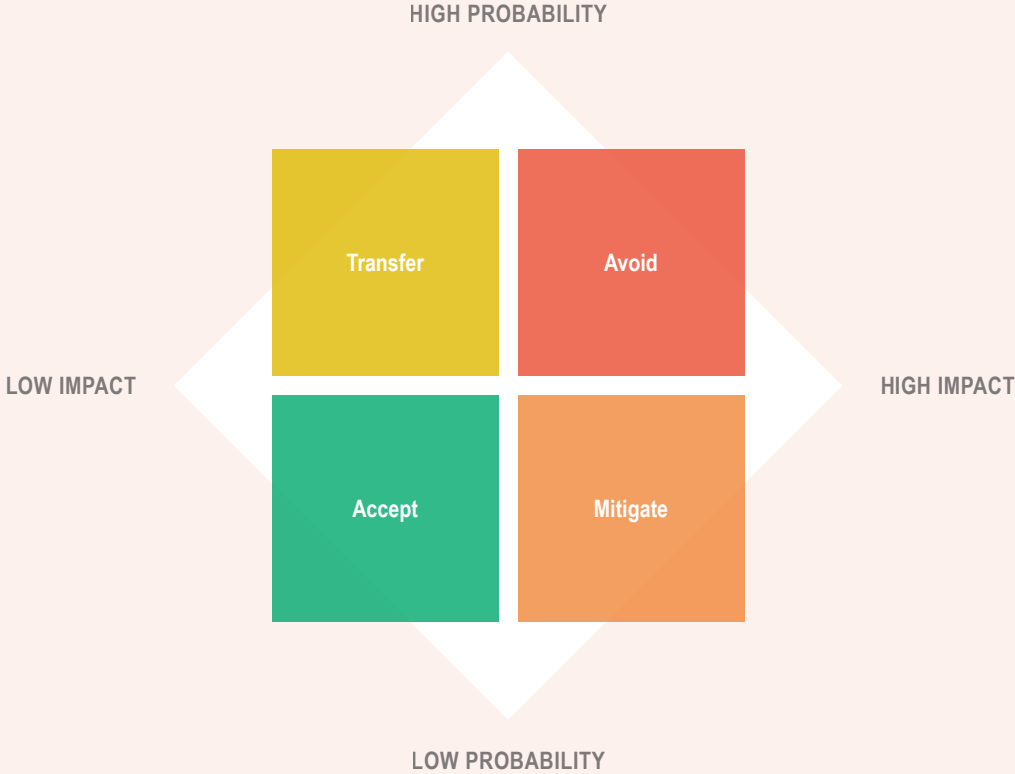 HIGH PROBABILITY
Transfer
Avoid
LOW IMPACT
HIGH IMPACT
Accept
Mitigate
LOW PROBABILITY